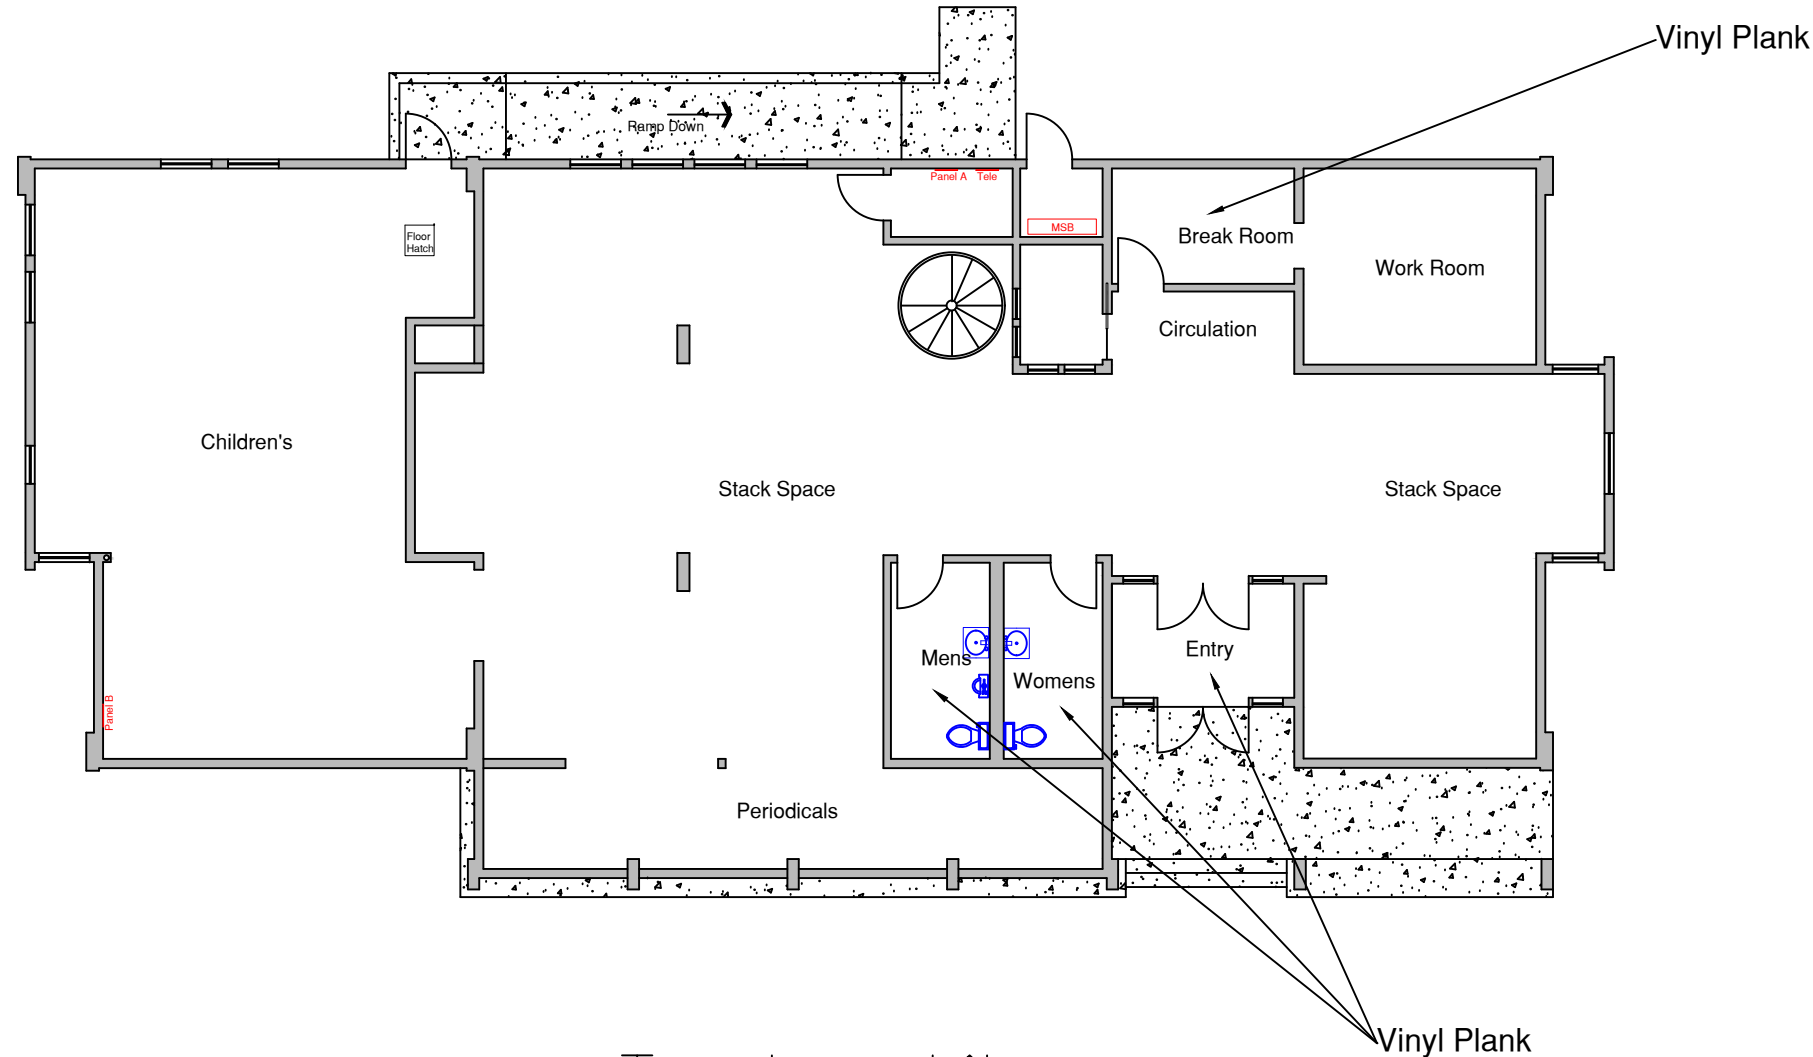 Vinyl Plank
Ramp Down
Panel A
Tele
MSB
Floor
Hatch
Break Room
Work Room
Circulation
Children's
Stack Space
Stack Space
Mens
Womens
Entry
Panel B
Periodicals
Vinyl Plank